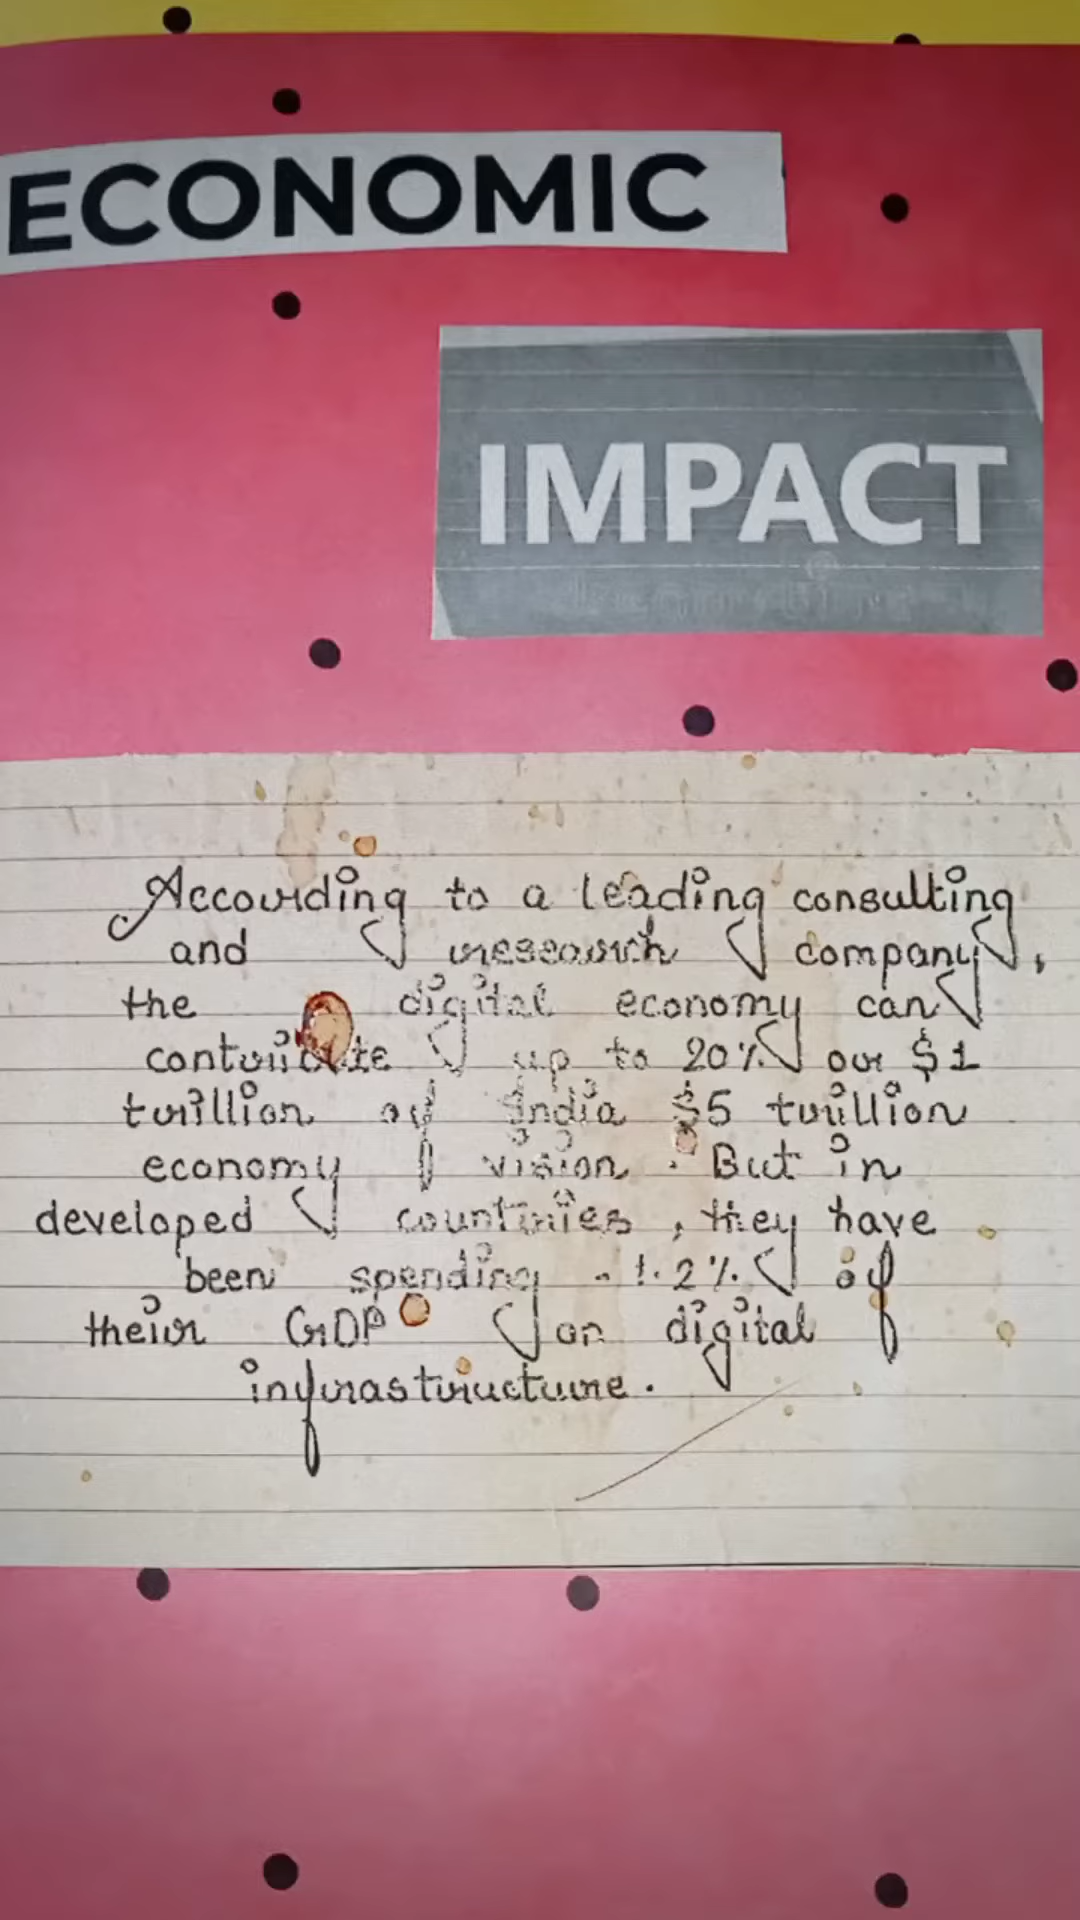 ECONOMIC
IMPACT
According to a leading consulting
and research company,
the digital economy can
contribute up to 20% or $1
trillion of India $5 trillion
economy vision. But in
developed countries, they have
been spending 2% of
their GDP on digital
infrastructure.